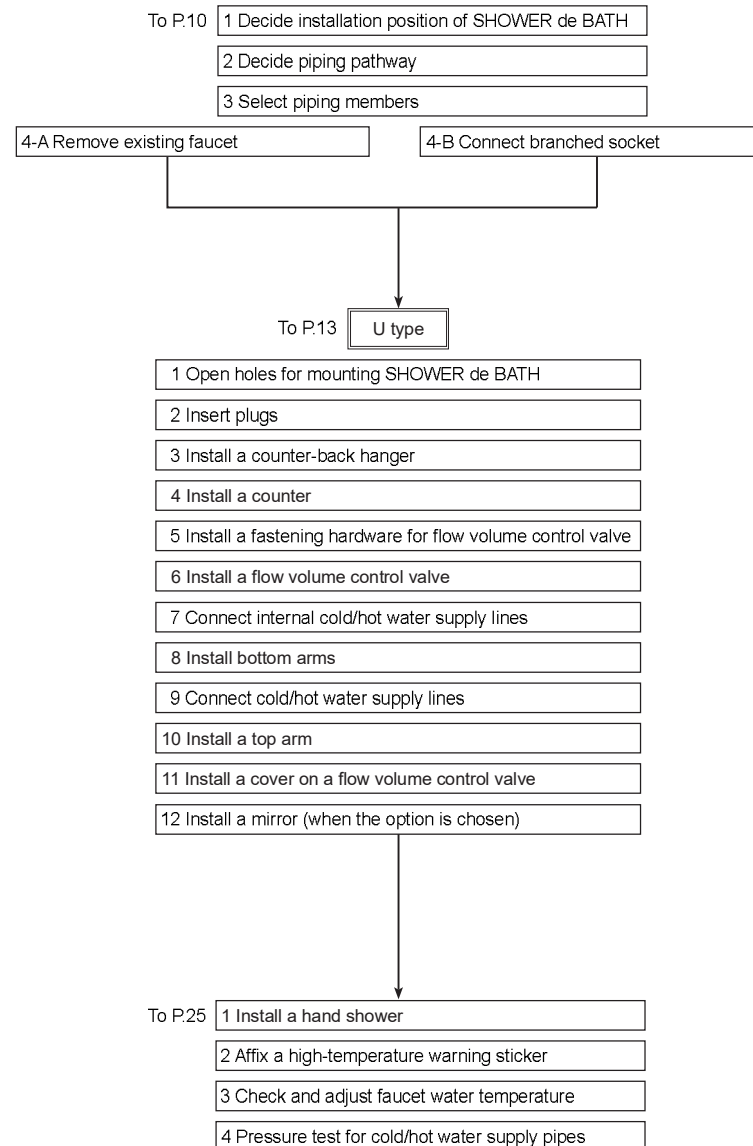 To P.10 1 Decide installation position of SHOWER de BATH
2 Decide piping pathway
3 Select piping members
4-A Remove existing faucet
4-B Connect branched socket
To P.13 U type
1 Open holes for mounting SHOWER de BATH
2 Insert plugs
3 Install a counter-back hanger
4 Install a counter
5 Install a fastening hardware for flow volume control valve
6 Install a flow volume control valve
7 Connect internal cold/hot water supply lines
8 Install bottom arms
9 Connect cold/hot water supply lines
10 Install a top arm
11 Install a cover on a flow volume control valve
12 Install a mirror (when the option is chosen)
To P.25 1 Install a hand shower
2 Affix a high-temperature warning sticker
3 Check and adjust faucet water temperature
4 Pressure test for cold/hot water supply pipes